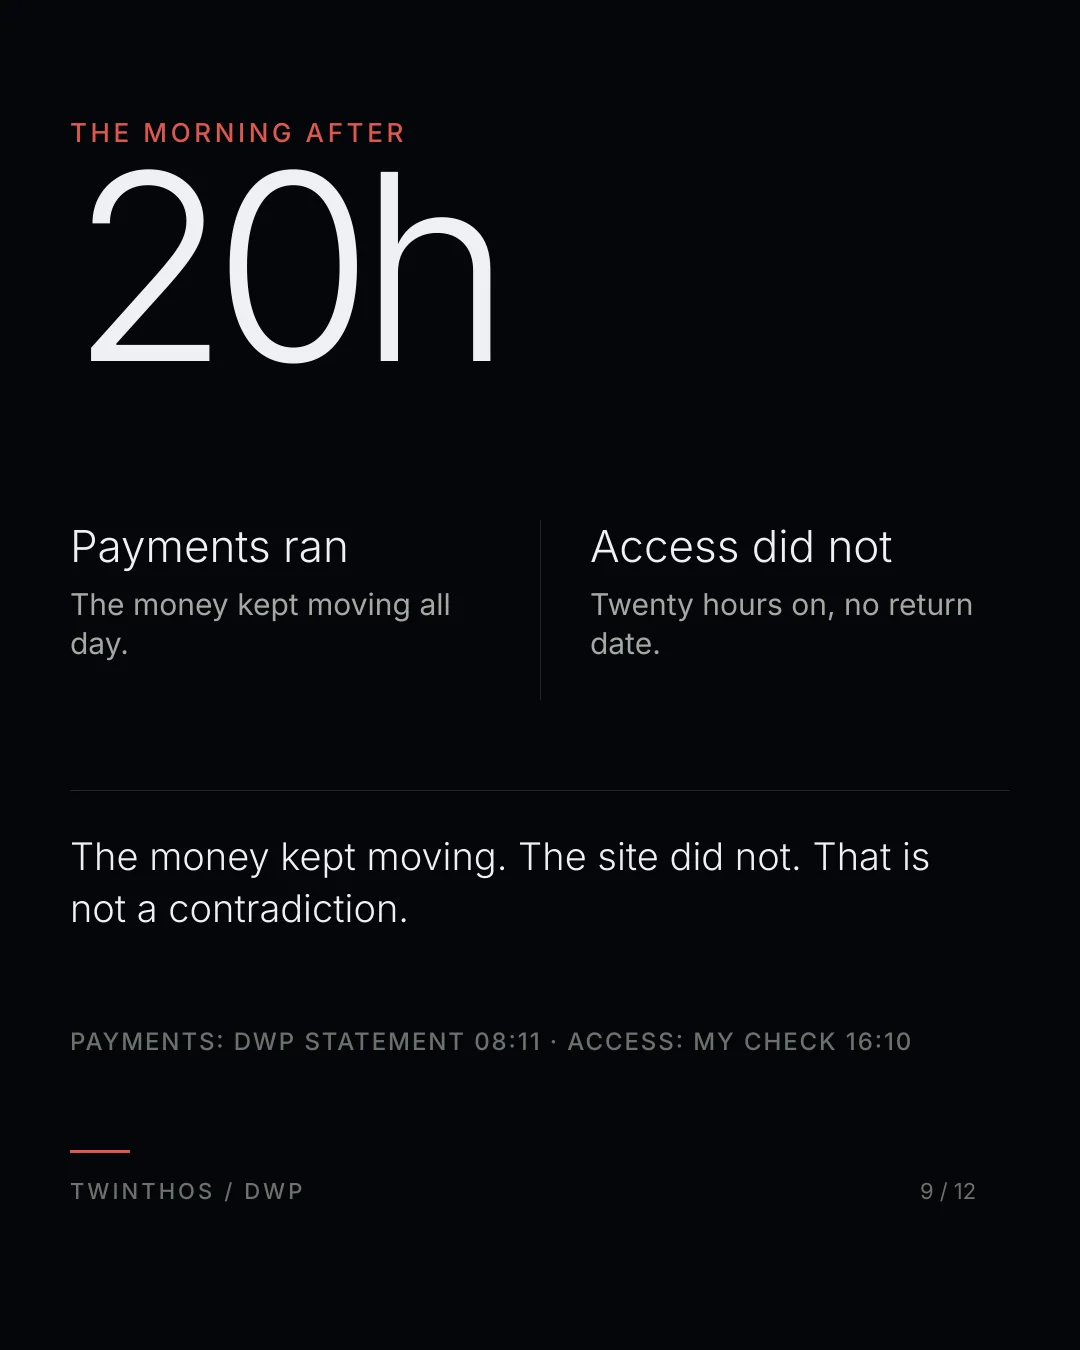 THE MORNING AFTER
20h
Payments ran
The money kept moving all
day.
Access did not
Twenty hours on, no return
date.
The money kept moving. The site did not. That is
not a contradiction.
PAYMENTS: DWP STATEMENT 08:11 · ACCESS: MY CHECK 16:10
TWINTHOS / DWP
9 / 12